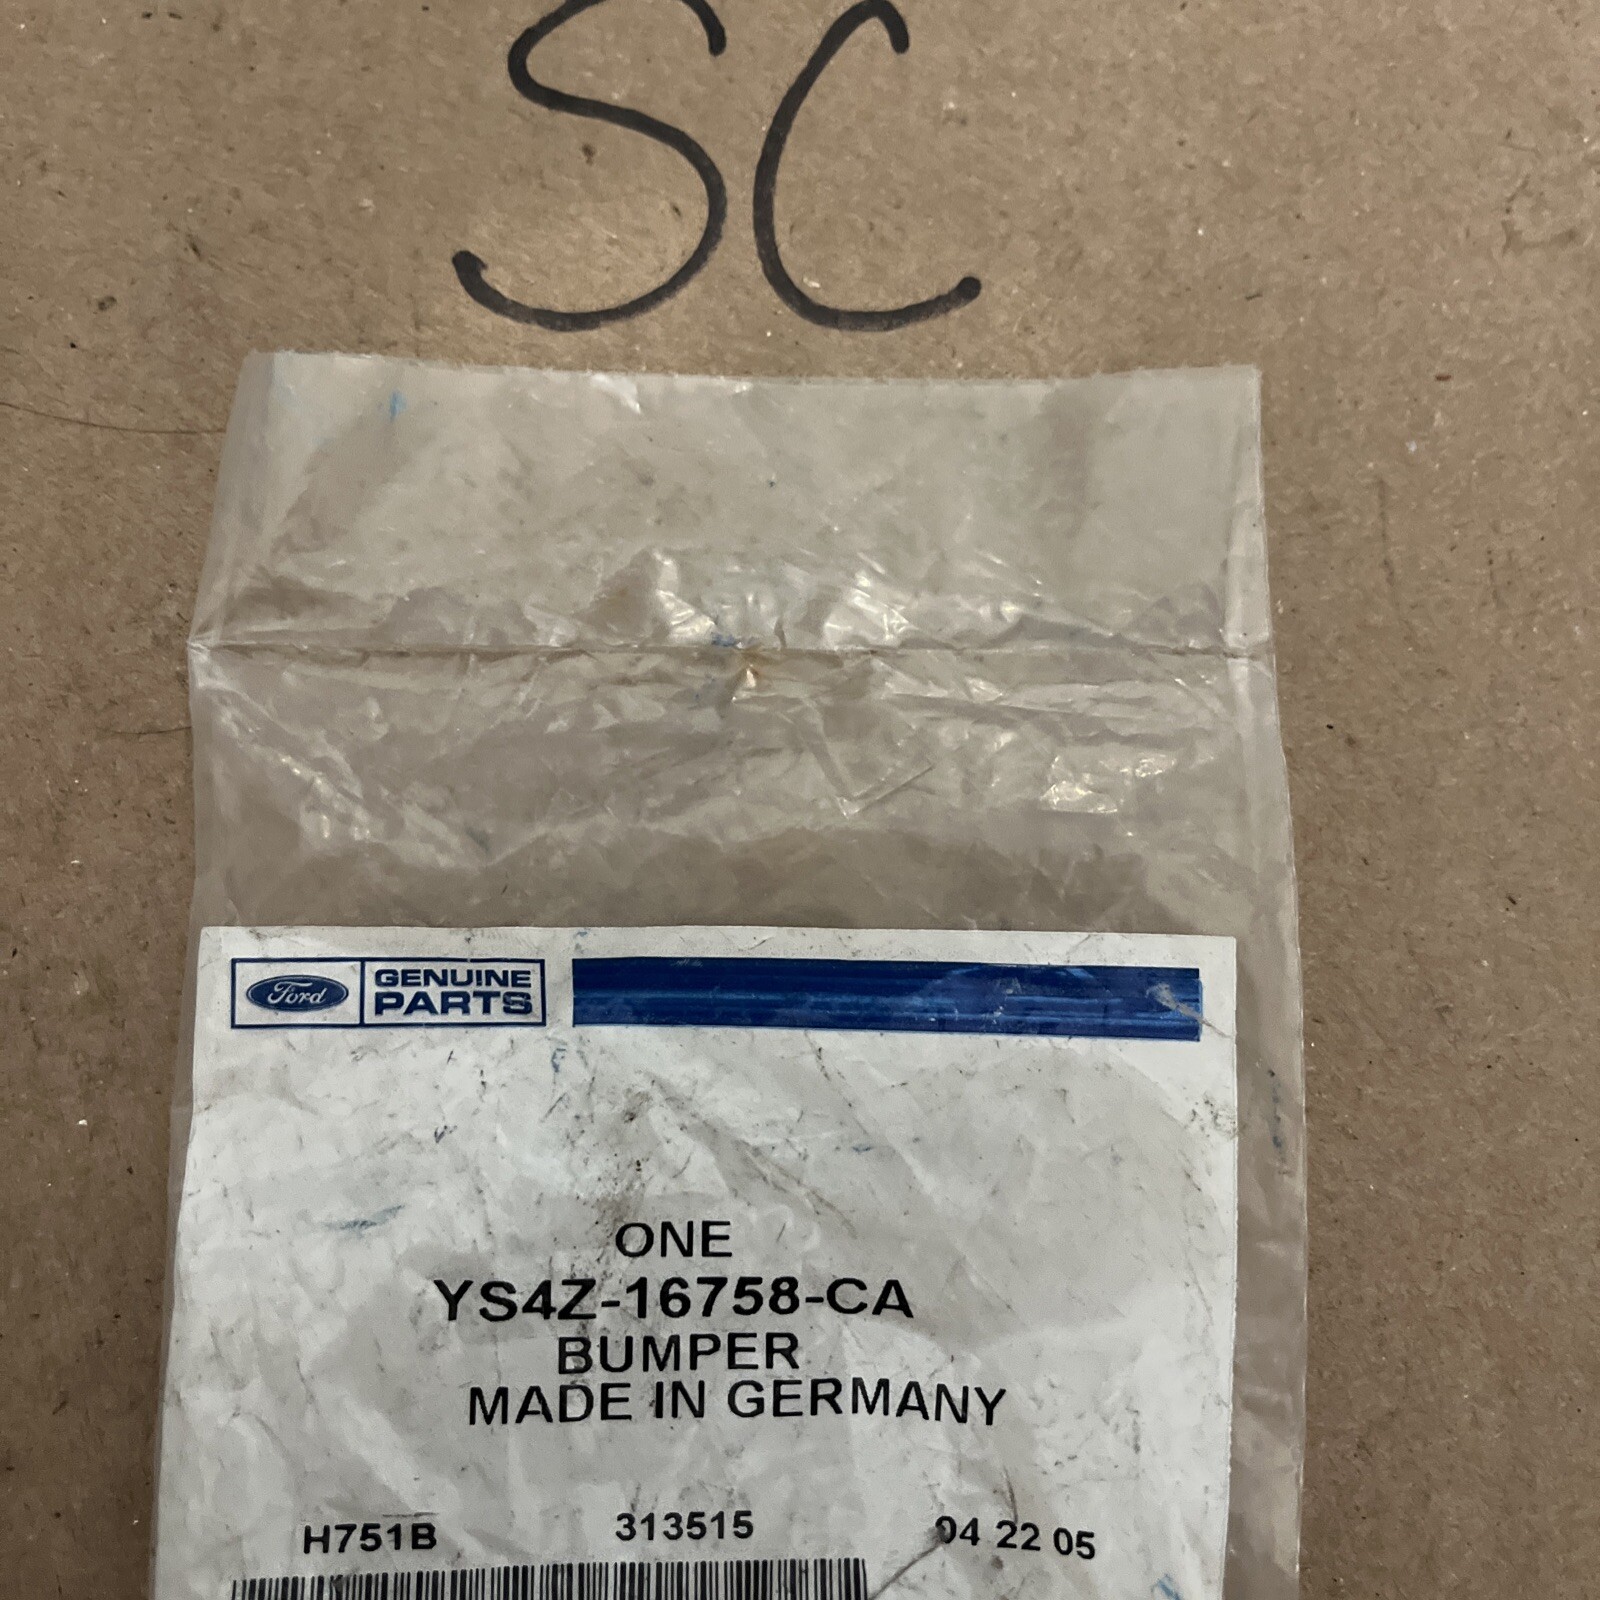 SC
Ford GENUINE
PARTS
ONE
YS4Z-16758-CA
BUMPER
MADE IN GERMANY
H751B 313515 04 22 05